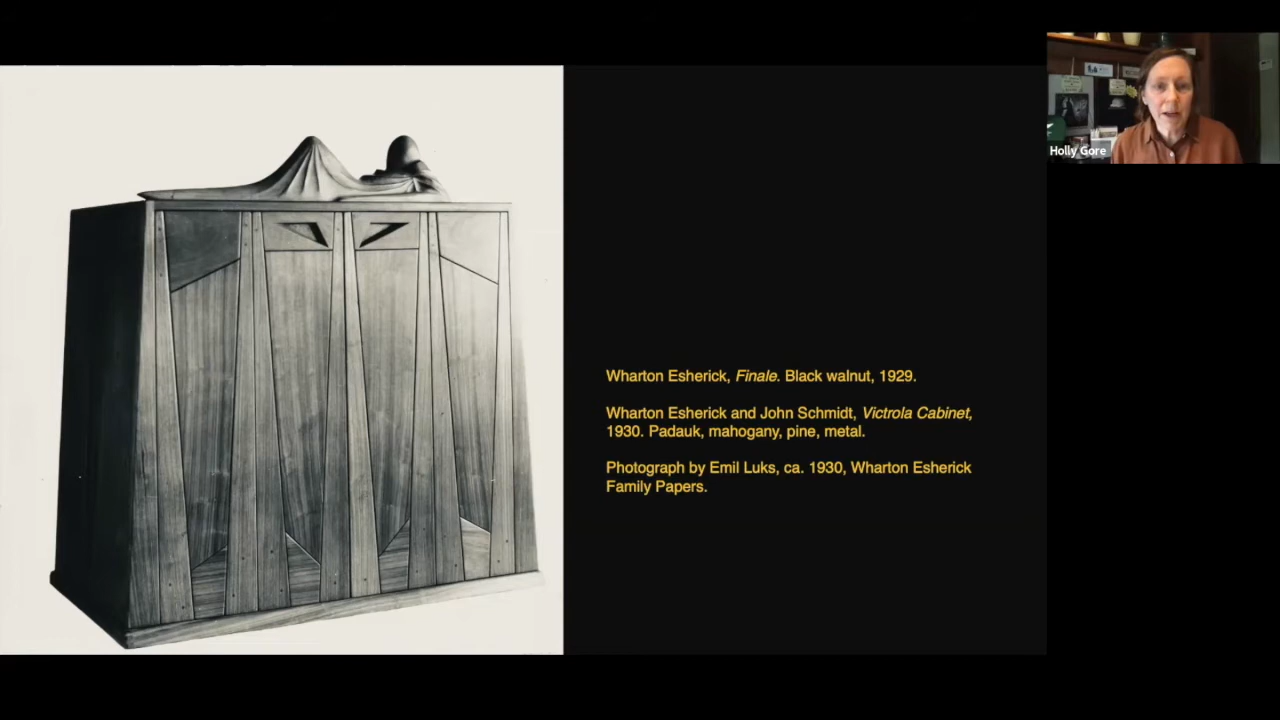 Wharton Esherick, Finale. Black walnut, 1929.
Wharton Esherick and John Schmidt, Victrola Cabinet,
1930. Padauk, mahogany, pine, metal.
Photograph by Emil Luks, ca. 1930, Wharton Esherick
Family Papers.
Holly Gore